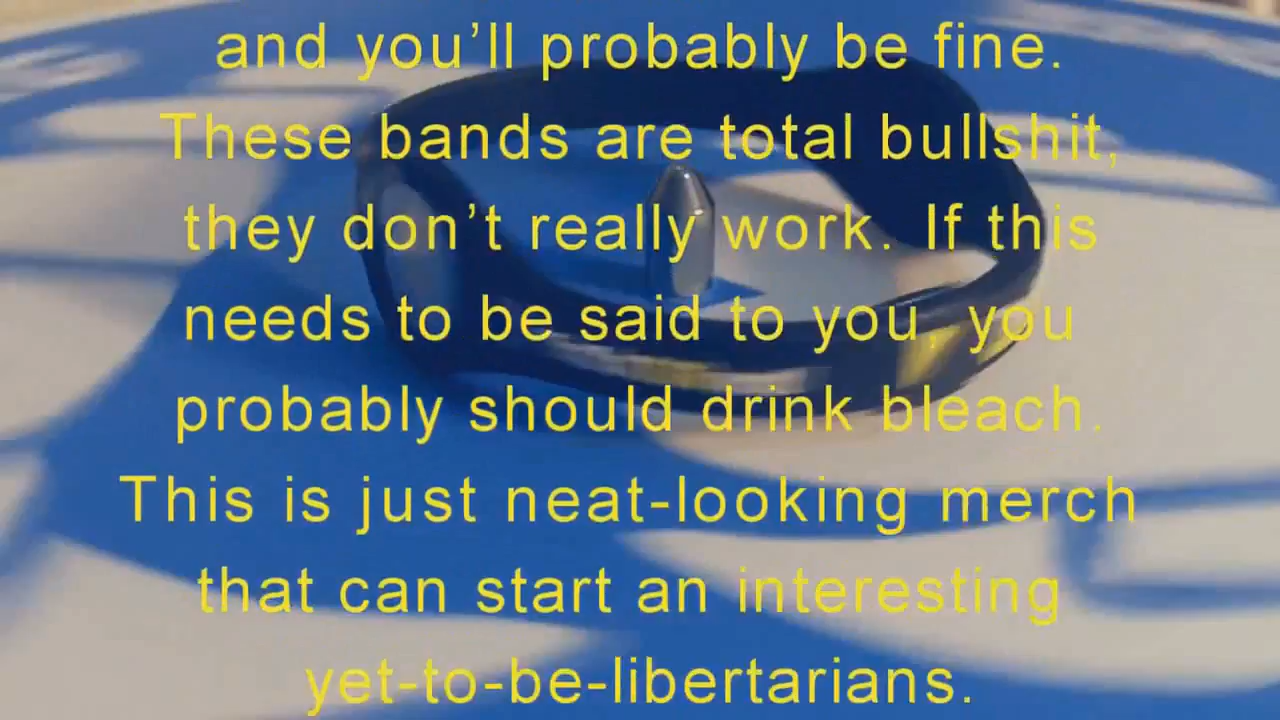 and you’ll probably be fine.
These bands are total bullshit,
they don’t really work. If this
needs to be said to you, you
probably should drink bleach.
This is just neat-looking merch
that can start an interesting
yet-to-be-libertarians.